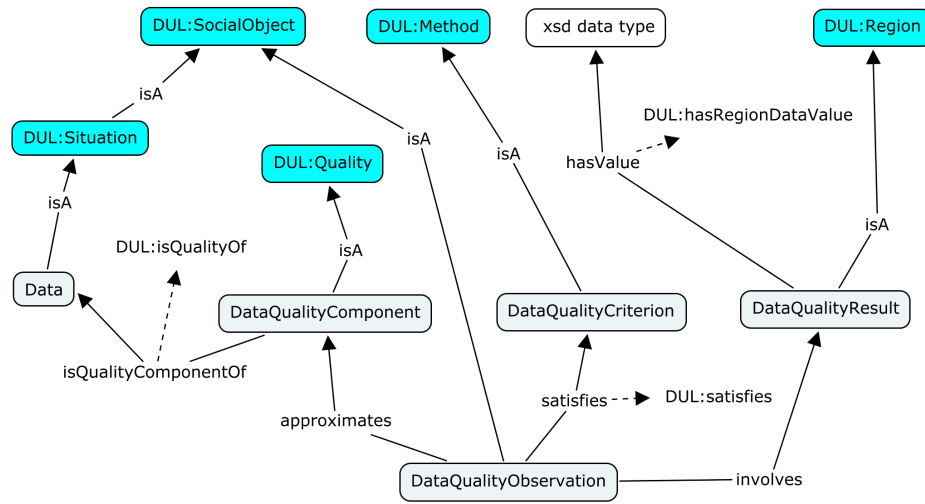 DUL:SocialObject
DUL:Method
xsd data type
DUL:Region
isA
DUL:Situation
DUL:hasRegionDataValue
isA
isA
hasValue
DUL:Quality
isA
isA
DUL:isQualityOf
isA
Data
DataQualityComponent
DataQualityCriterion
DataQualityResult
isQualityComponentOf
satisfies
DUL:satisfies
approximates
DataQualityObservation
involves